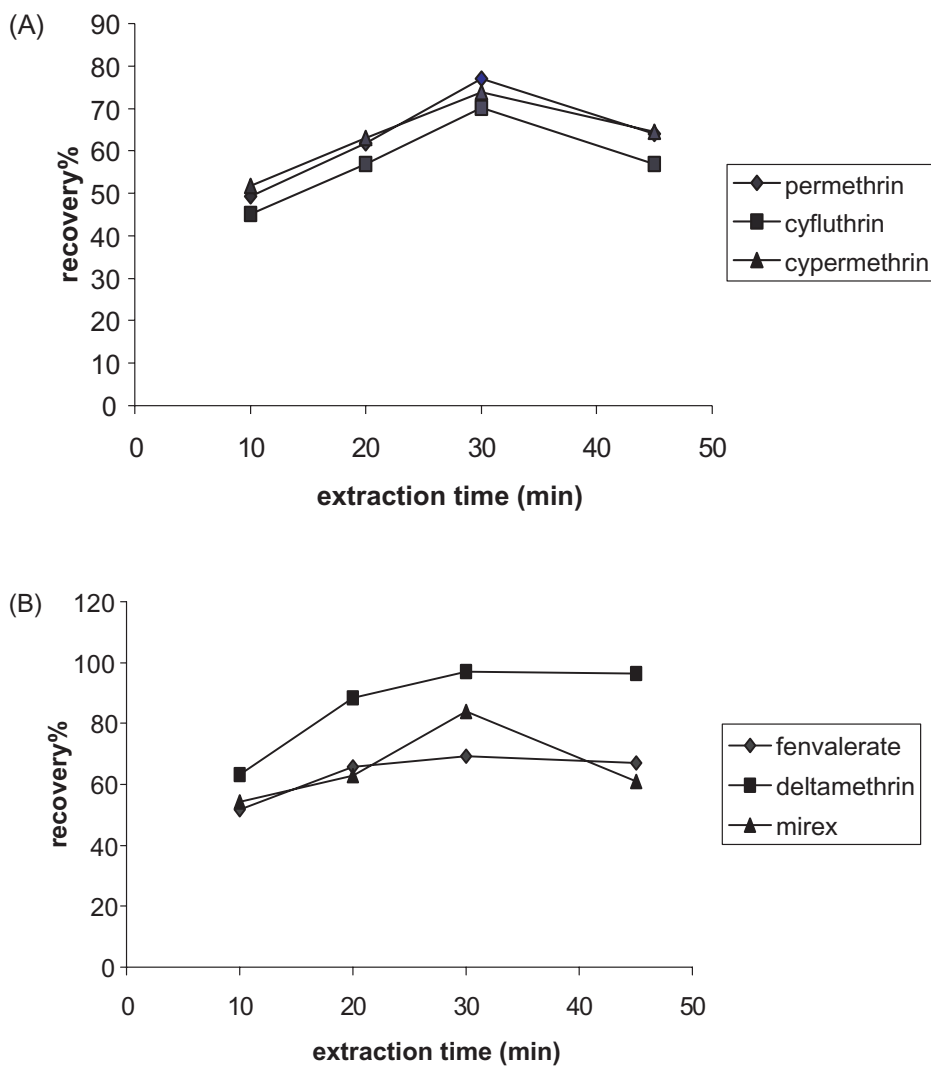 (A)
90
80
70
60
50
40
30
20
10
0
recovery%
0 10 20 30 40 50
extraction time (min)
permethrin
cyfluthrin
cypermethrin
(B)
120
100
80
60
40
20
0
recovery%
0 10 20 30 40 50
extraction time (min)
fenvalerate
deltamethrin
mirex